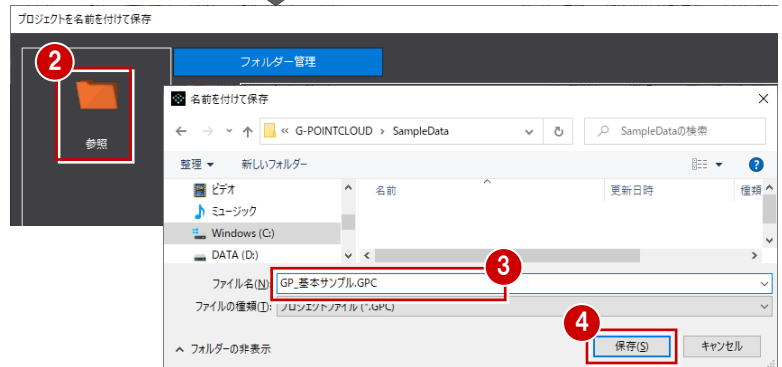 プロジェクトを名前を付けて保存
2
フォルダー管理
参照
名前を付けて保存
« G-POINTCLOUD › SampleData
SampleDataの検索
整理
新しいフォルダー
名前
更新日時
種類
ビデオ
ミュージック
Windows (C:)
DATA (D:)
3
ファイル名(N):
GP_基本サンプル.GPC
ファイルの種類(T):
プロジェクトファイル (*.GPC)
4
フォルダーの非表示
保存(S)
キャンセル